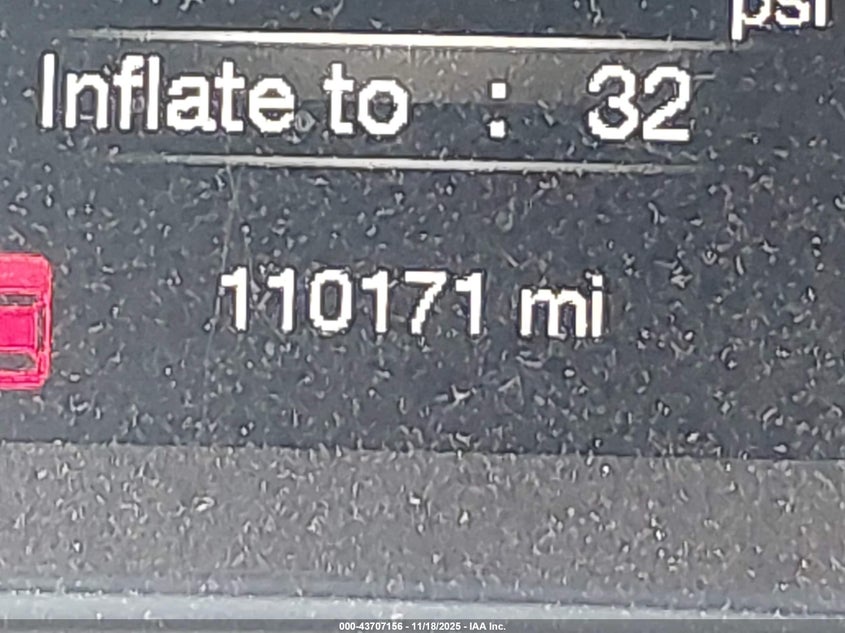 psi
Inflate to : 32
110171 mi
000-43707156 - 11/18/2025 - IAA Inc.